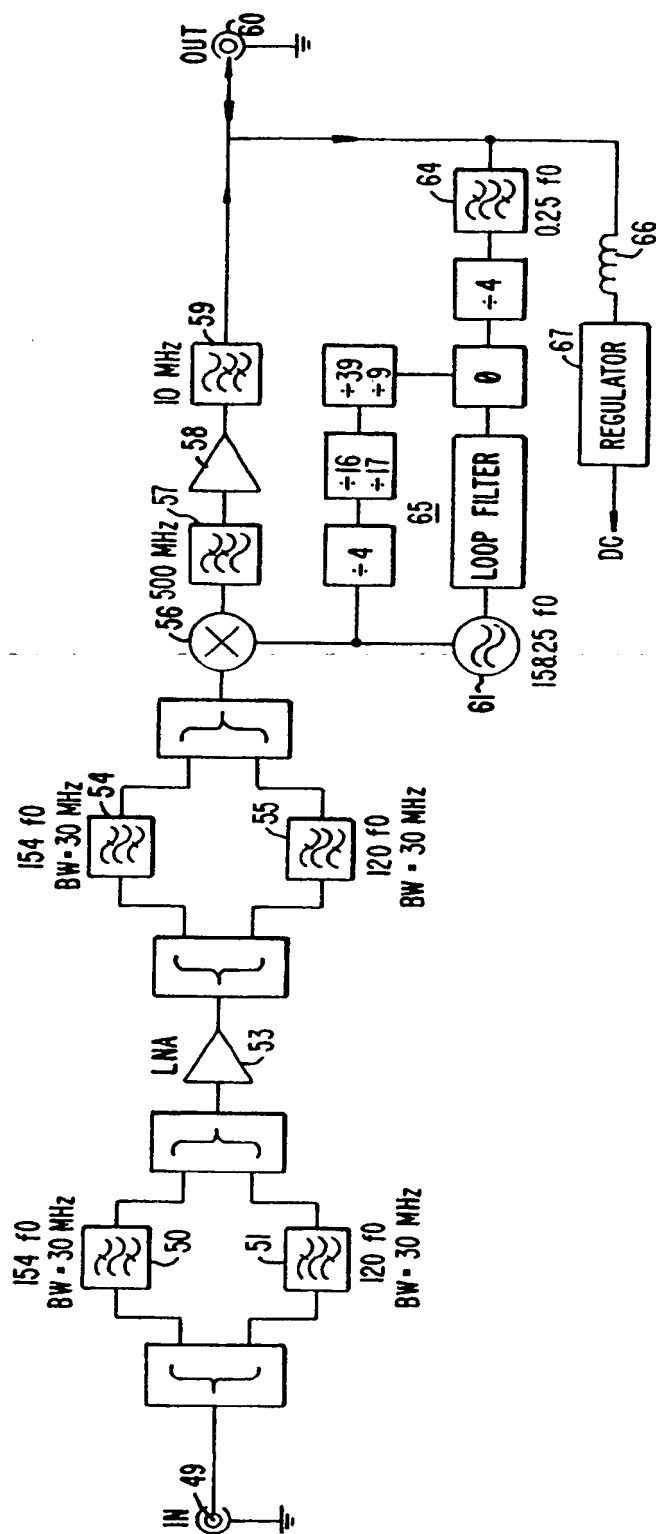 IN
49
154 f0
BW = 30 MHz
50
51
120 f0
BW = 30 MHz
LNA
53
154 f0
BW = 30 MHz
54
55
120 f0
BW = 30 MHz
56
500 MHz
57
58
10 MHz
59
OUT
60
÷4
÷16
÷17
÷39
÷9
65
61
158.25 f0
LOOP FILTER
0
÷4
64
0.25 f0
66
REGULATOR
67
DC